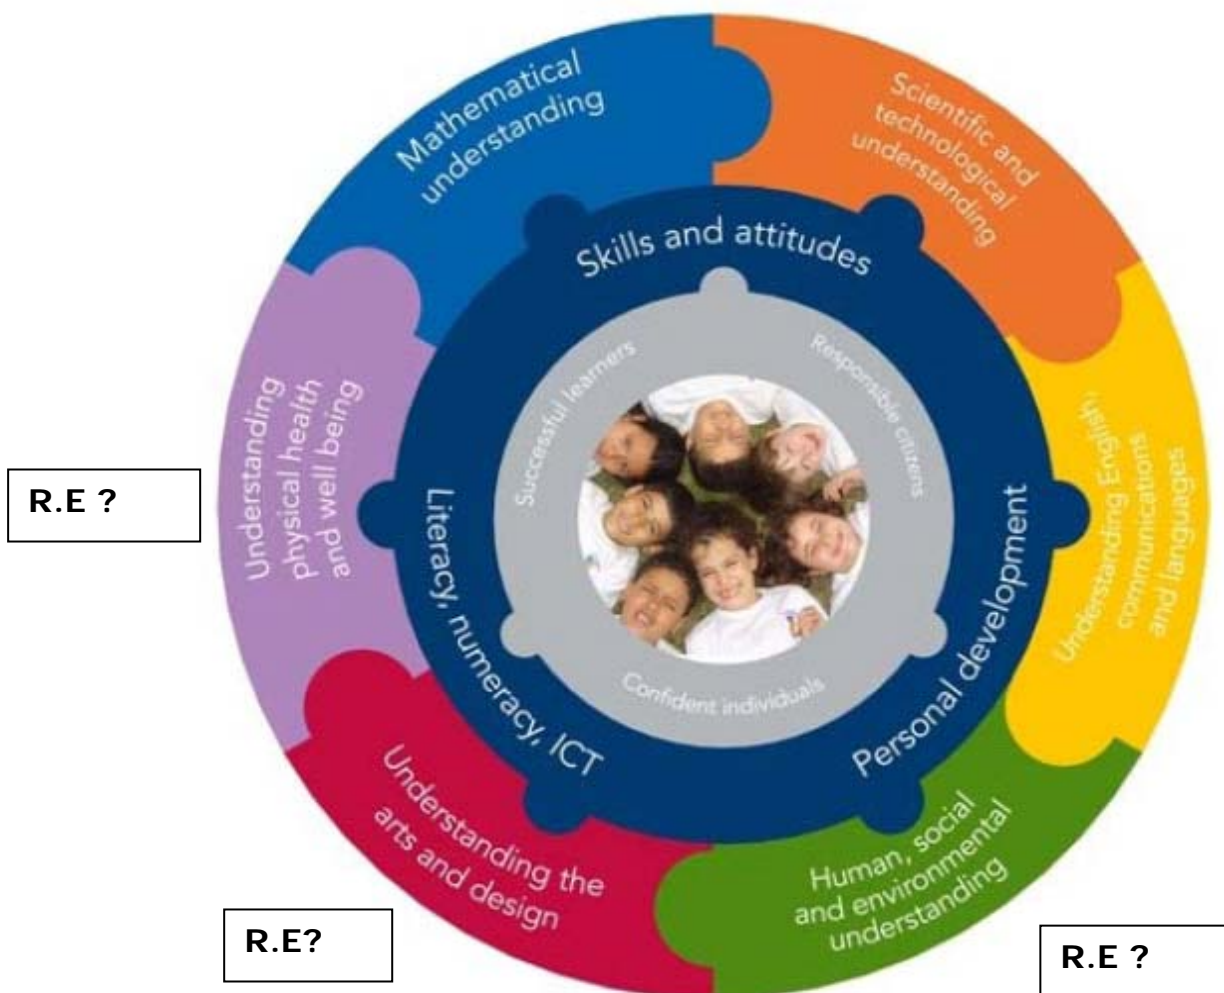 Mathematical
understanding
Scientific and
technological
understanding
Skills and attitudes
Successful learners
Responsible citizens
Understanding
physical health
and well being
Understanding English,
communications
and languages
R.E ?
Literacy, numeracy, ICT
Personal development
Confident individuals
Understanding the
arts and design
Human, social
and environmental
understanding
R.E?
R.E ?